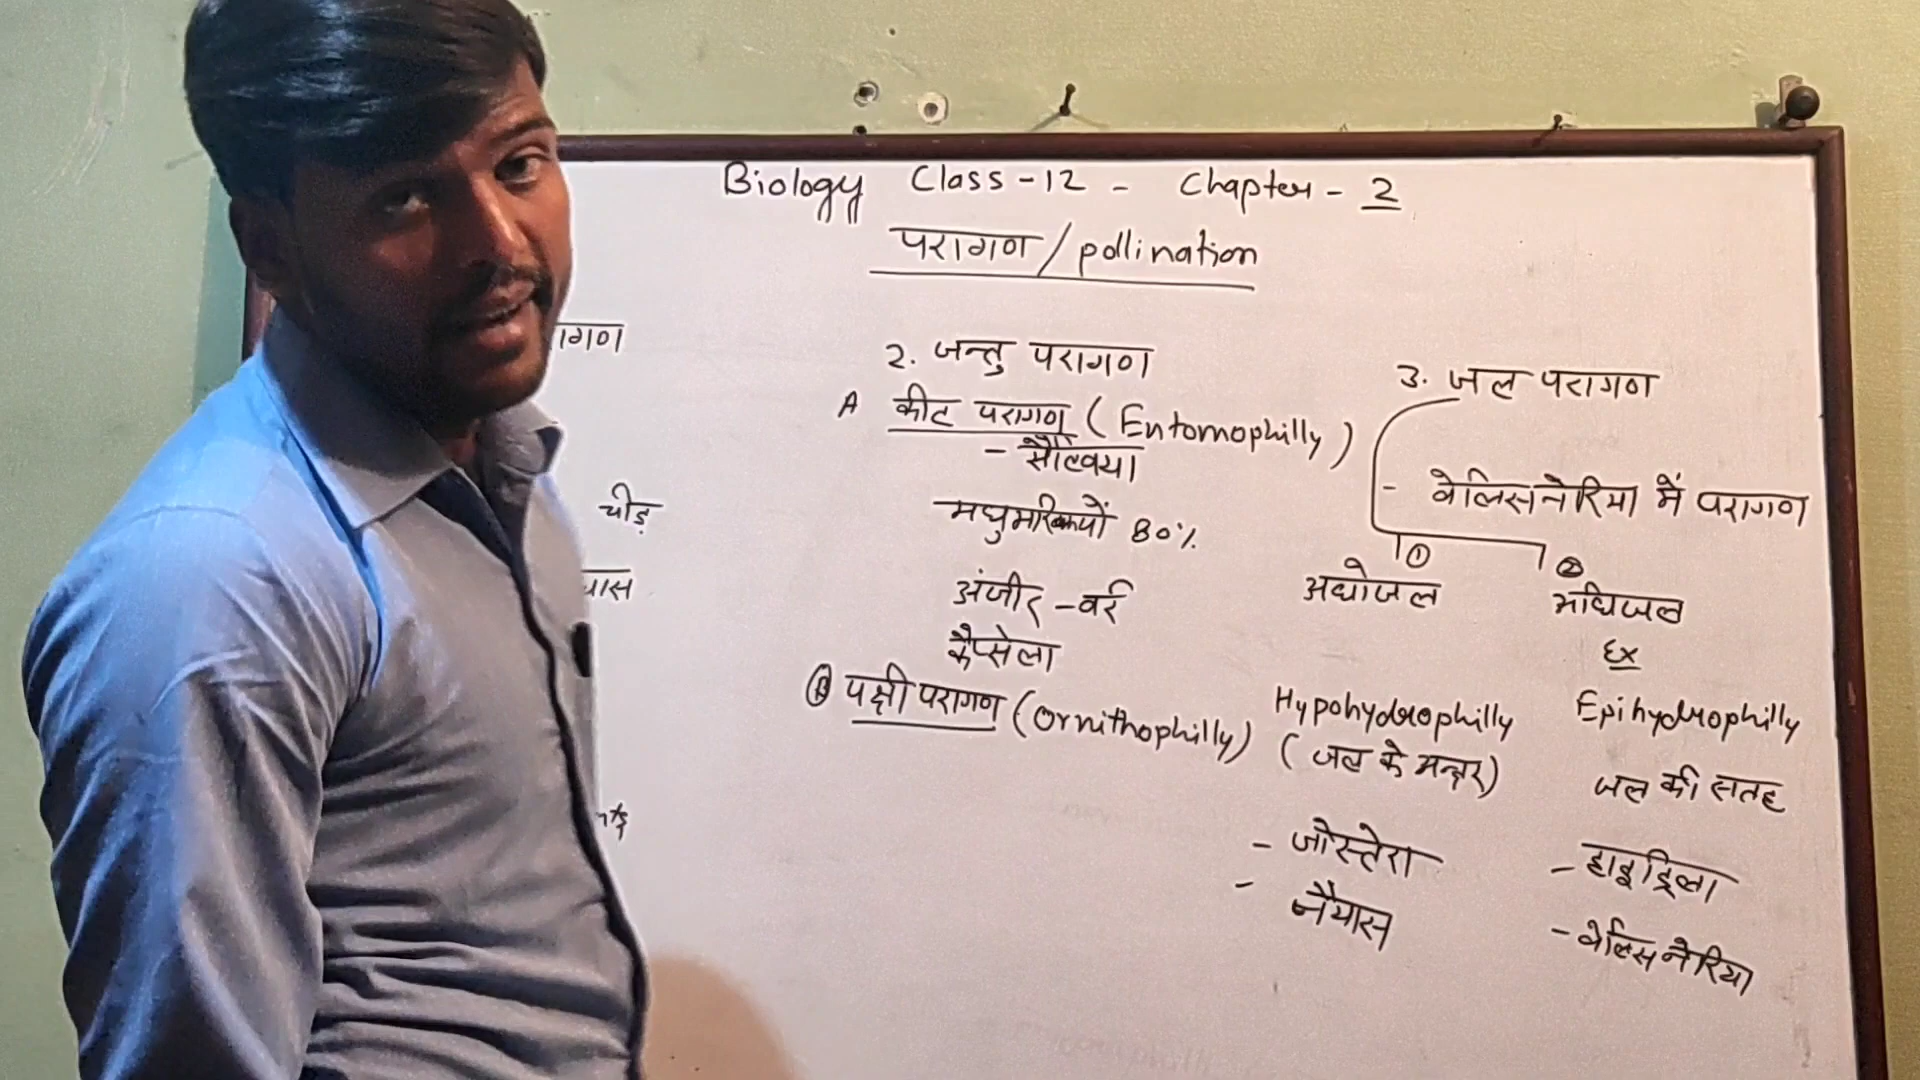 Biology Class-12 - Chapter-2
परागण/pollination
ागण
चीड़
2. जन्तु परागण
A कीट परागण (Entomophilly)
- सौल्वया
मधुमक्खियों 80%
अंजीर - बर्र
कैप्सेला
B पक्षी परागण (Ornithophilly)
3. जल परागण
- वेलिसनेरिया में परागण
① ②
अधोजल
अधिजल
Ex
Hypohydrophilly
(जल के अन्दर)
- जोस्तेरा
- नैयास
Epihydrophilly
जल की सतह
- हाइड्रिला
- वेलिसनेरिया